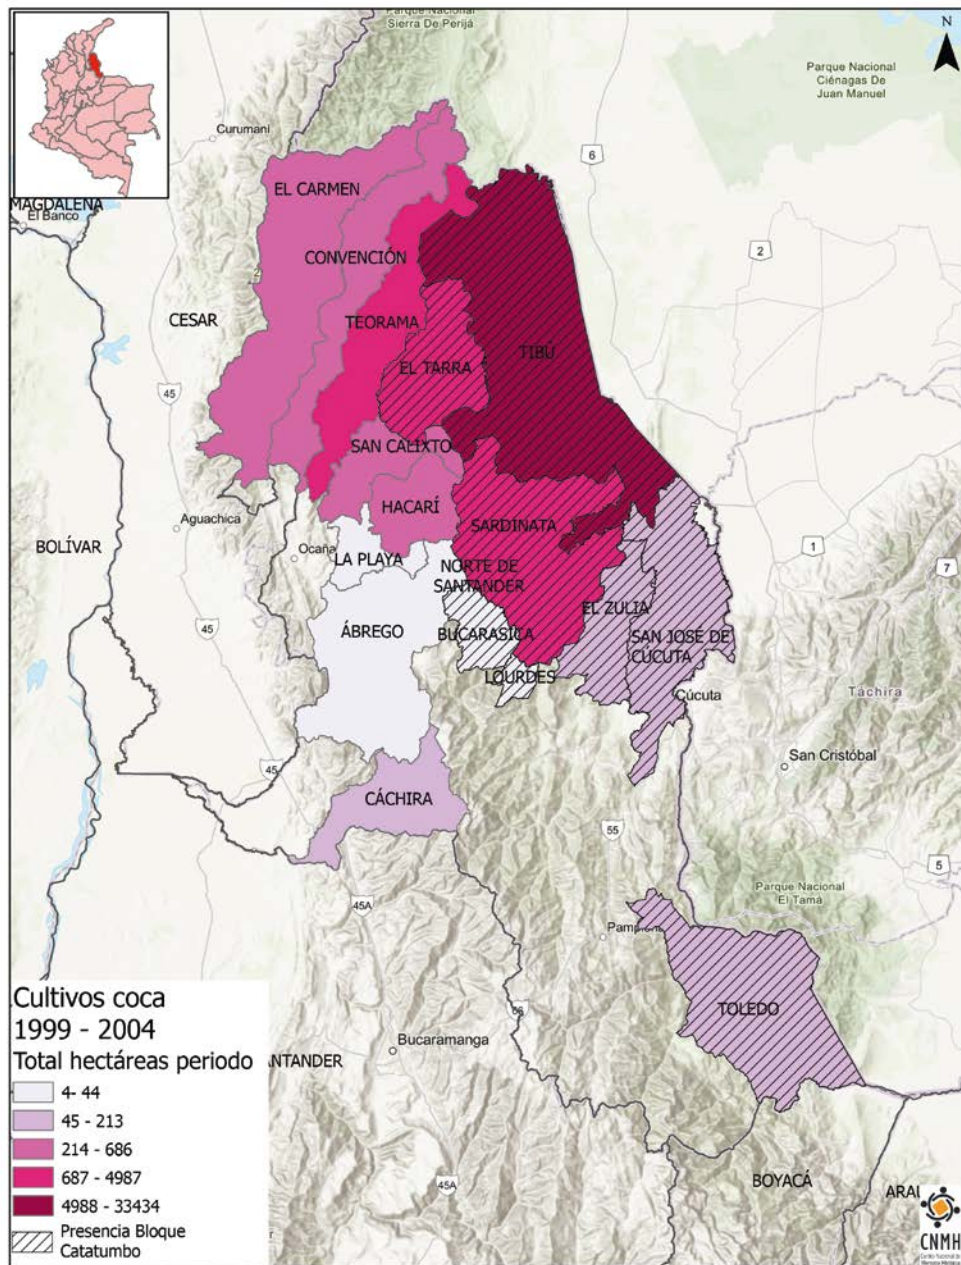 Parque Nacional
Sierra De Perijá
N
Parque Nacional
Ciénagas De
Juan Manuel
Curumaní
6
EL CARMEN
MAGDALENA
El Banco
CONVENCIÓN
2
2
CESAR
TEORAMA
TIBÚ
EL TARRA
45
SAN CALIXTO
HACARÍ
SARDINATA
Aguachica
BOLÍVAR
Ocaña
LA PLAYA
1
NORTE DE
SANTANDER
7
EL ZULIA
45
ÁBREGO
BUCARASICA
SAN JOSÉ DE
CÚCUTA
LOURDES
Cúcuta
Táchira
San Cristóbal
45
CÁCHIRA
55
5
Parque Nacional
El Tamá
45A
Pamplona
TOLEDO
Cultivos coca
1999 - 2004
Total hectáreas periodo
4- 44
45 - 213
214 - 686
687 - 4987
4988 - 33434
Presencia Bloque
Catatumbo
Bucaramanga
ANTANDER
45A
BOYACÁ
ARAU
CNMH